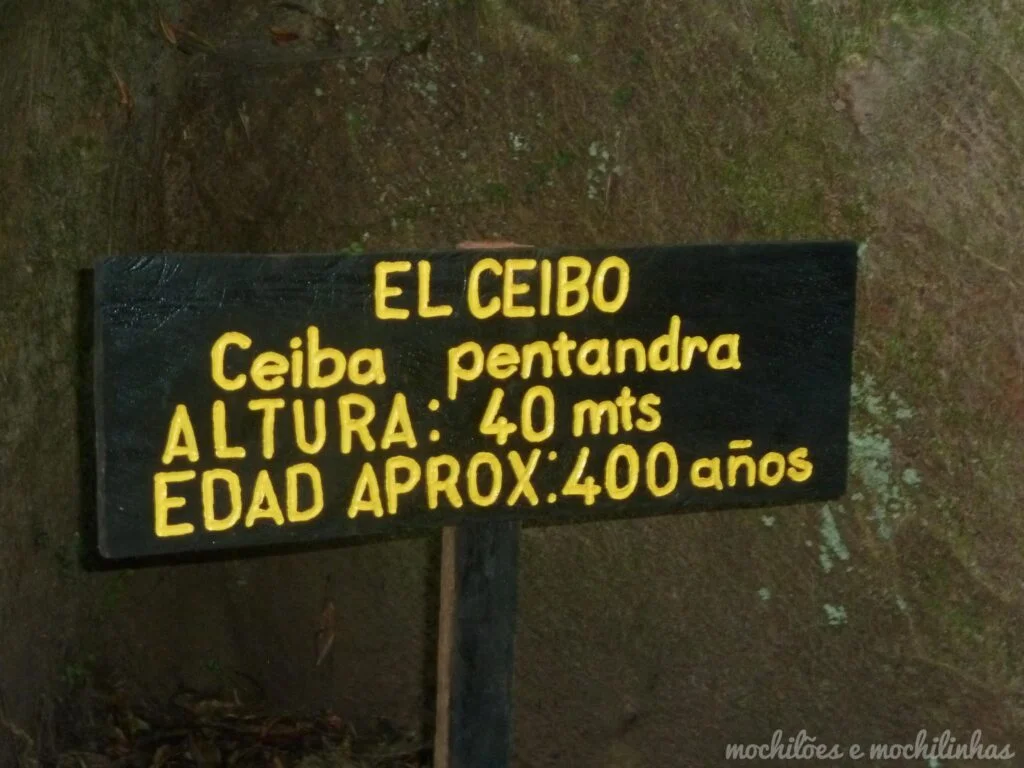 EL CEIBO
Ceiba pentandra
ALTURA: 40 mts
EDAD APROX: 400 años
mochilões e mochilinhas